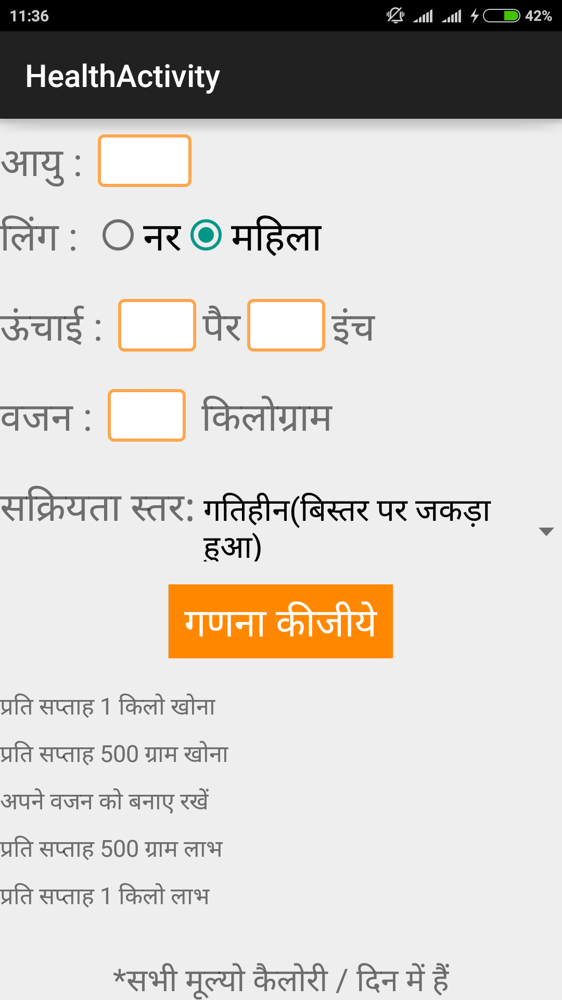 11:36 42%
HealthActivity
आयु :
लिंग : नर महिला
ऊंचाई : पैर इंच
वजन : किलोग्राम
सक्रियता स्तर: गतिहीन(बिस्तर पर जकड़ा
हुआ)
गणना कीजीये
प्रति सप्ताह 1 किलो खोना
प्रति सप्ताह 500 ग्राम खोना
अपने वजन को बनाए रखें
प्रति सप्ताह 500 ग्राम लाभ
प्रति सप्ताह 1 किलो लाभ
*सभी मूल्यो कैलोरी / दिन में हैं